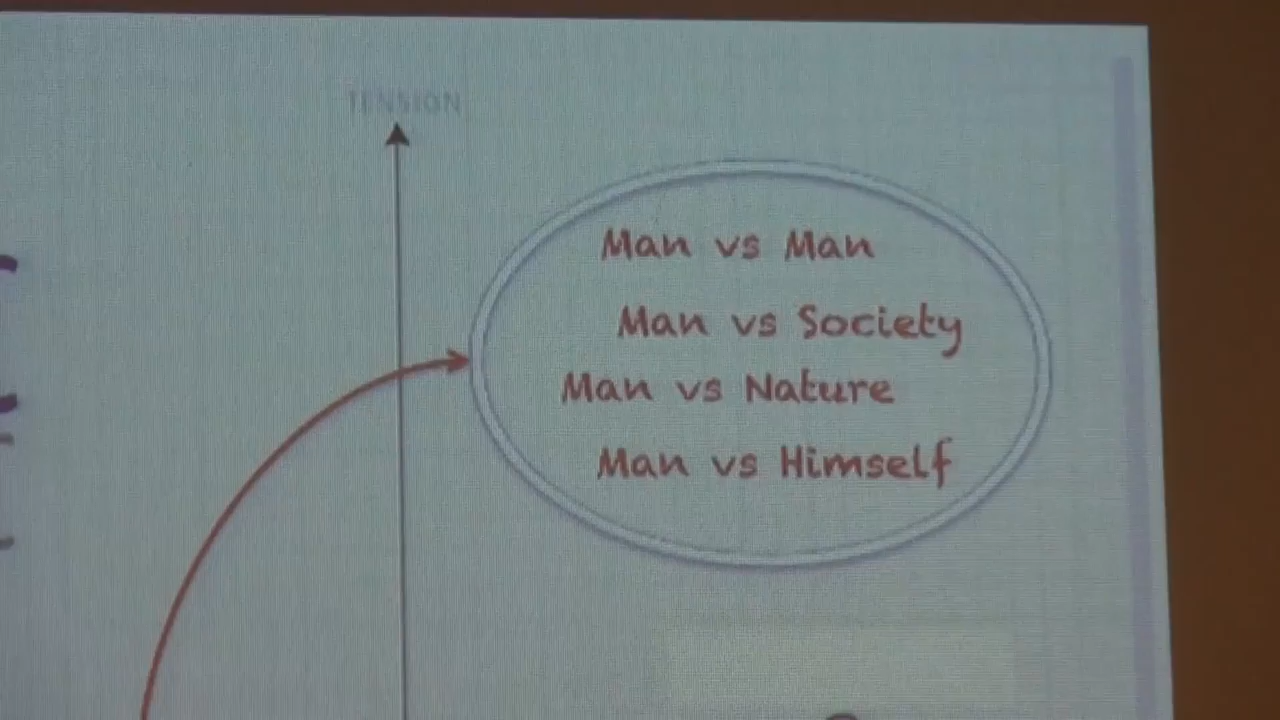 TENSION
Man vs Man
Man vs Society
Man vs Nature
Man vs Himself